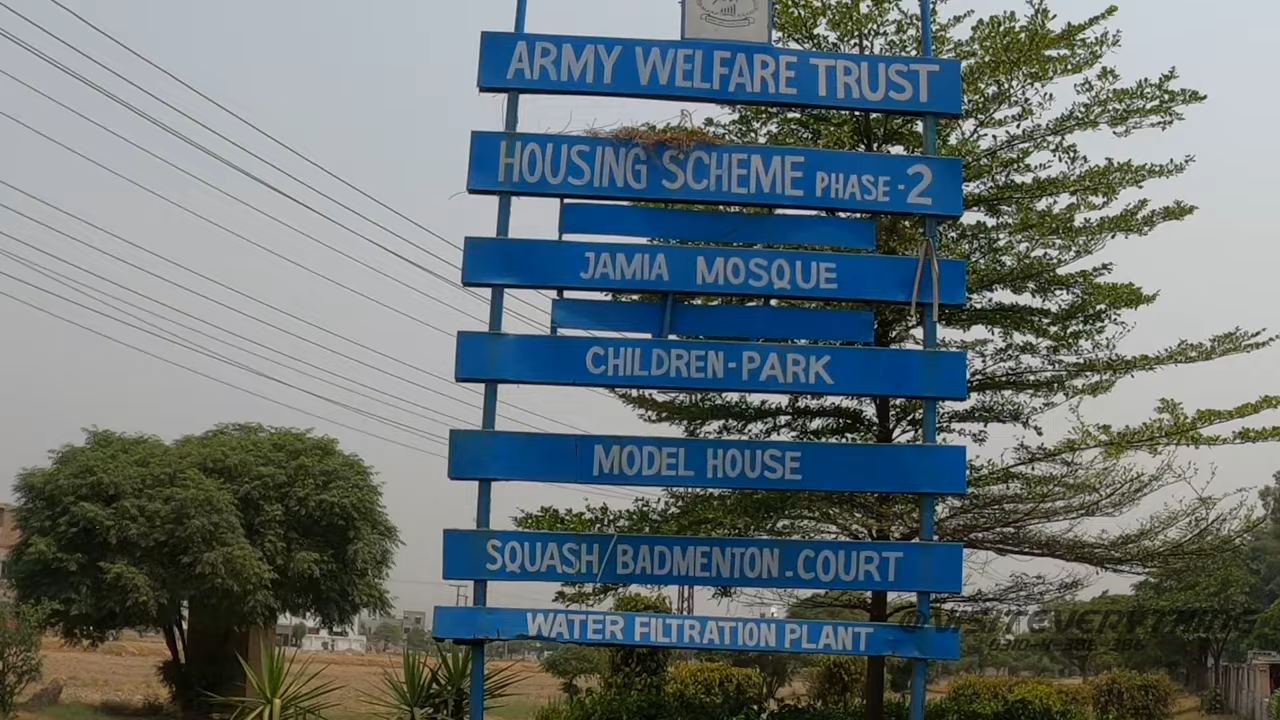 ARMY WELFARE TRUST
HOUSING SCHEME PHASE-2
JAMIA MOSQUE
CHILDREN-PARK
MODEL HOUSE
SQUASH/BADMENTON-COURT
WATER FILTRATION PLANT